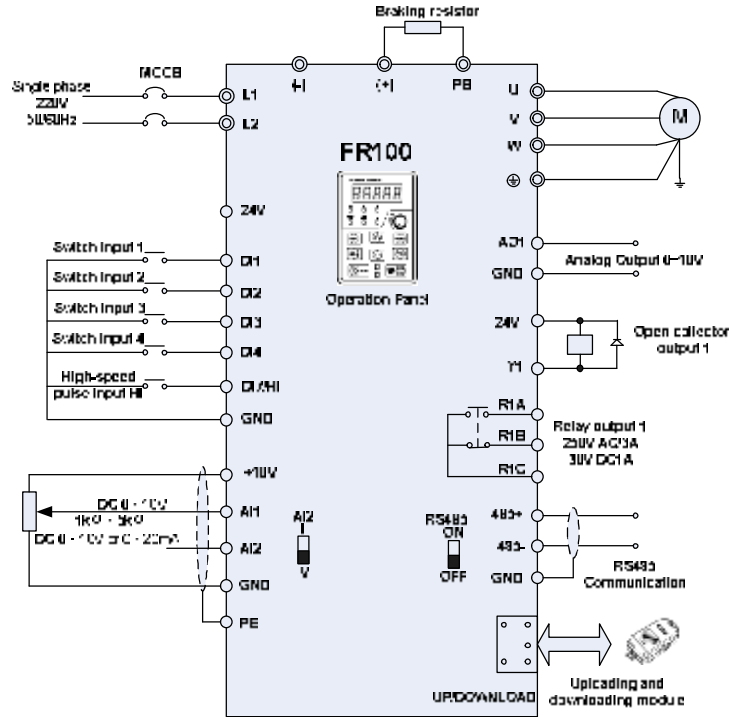 Braking resistor
MCCB
Single phase
220V
50/60Hz
L1
L2
(-)
(+)
PB
U
V
W
M
FR100
Operation Panel
24V
Switch input 1
DI1
Switch input 2
DI2
Switch input 3
DI3
Switch input 4
DI4
High-speed
pulse input HI
DI7/HI
GND
AO1
GND
Analog Output 0~10V
24V
Y1
Open collector
output 1
R1A
R1B
R1C
Relay output 1
250V AC/3A
30V DC1A
+10V
DC 0 - 10V
1kΩ - 5kΩ
AI1
DC 0 - 10V or 0 - 20mA
AI2
GND
PE
AI2
I
V
RS485
ON
OFF
485+
485-
GND
RS485
Communication
UP/DOWNLOAD
Uploading and
downloading module